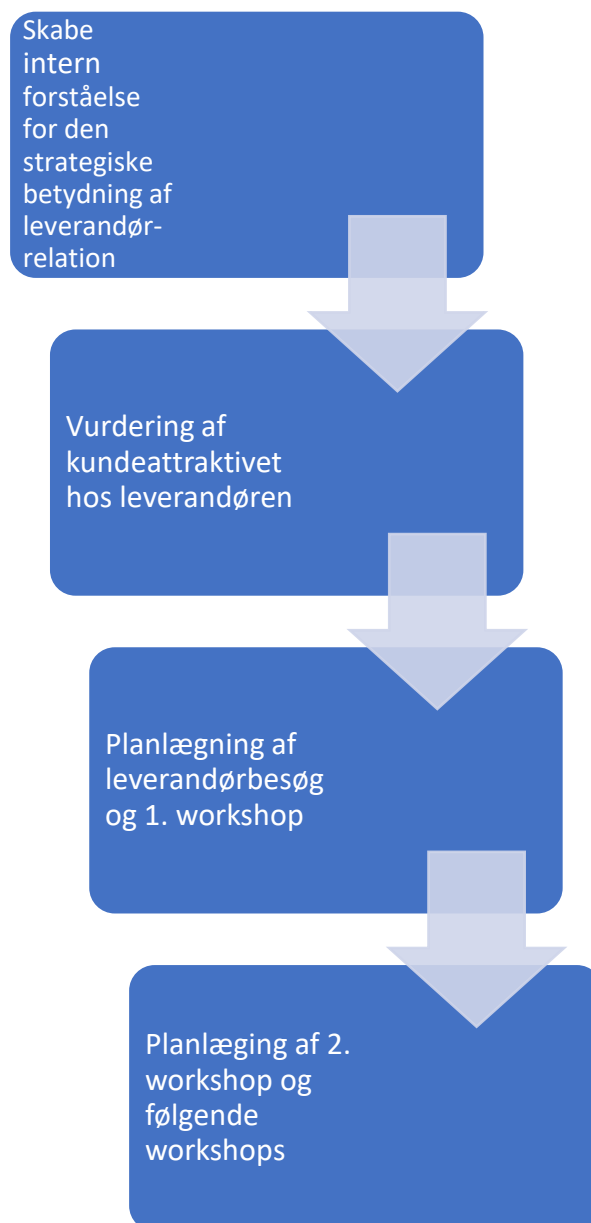 Skabe
intern
forståelse
for den
strategiske
betydning af
leverandør-
relation
Vurdering af
kundeattraktivet
hos leverandøren
Planlægning af
leverandørbesøg
og 1. workshop
Planlæging af 2.
workshop og
følgende
workshops